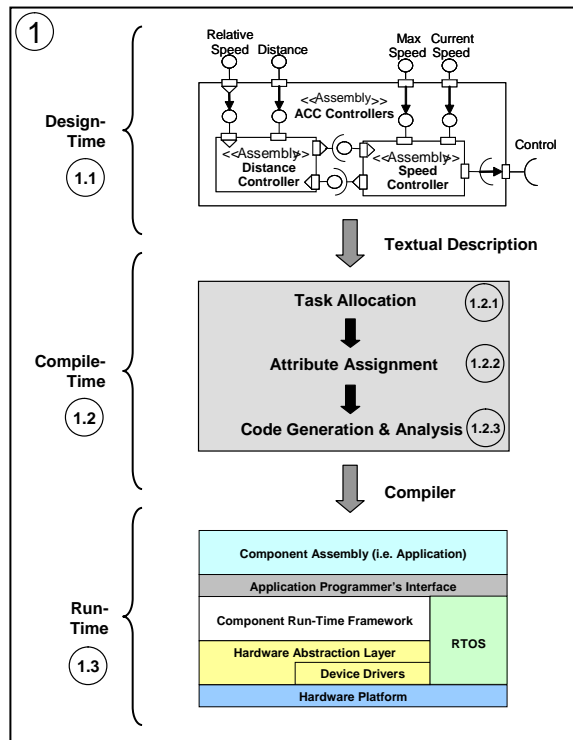 1
Relative Speed
Distance
Max Speed
Current Speed
<<Assembly>>
ACC Controllers
Design-
Time
1.1
<<Assembly>>
Distance
Controller
<<Assembly>>
Speed
Controller
Control
Textual Description
Compile-
Time
1.2
Task Allocation
1.2.1
Attribute Assignment
1.2.2
Code Generation & Analysis
1.2.3
Compiler
Run-
Time
1.3
Component Assembly (i.e. Application)
Application Programmer's Interface
Component Run-Time Framework
RTOS
Hardware Abstraction Layer
Device Drivers
Hardware Platform